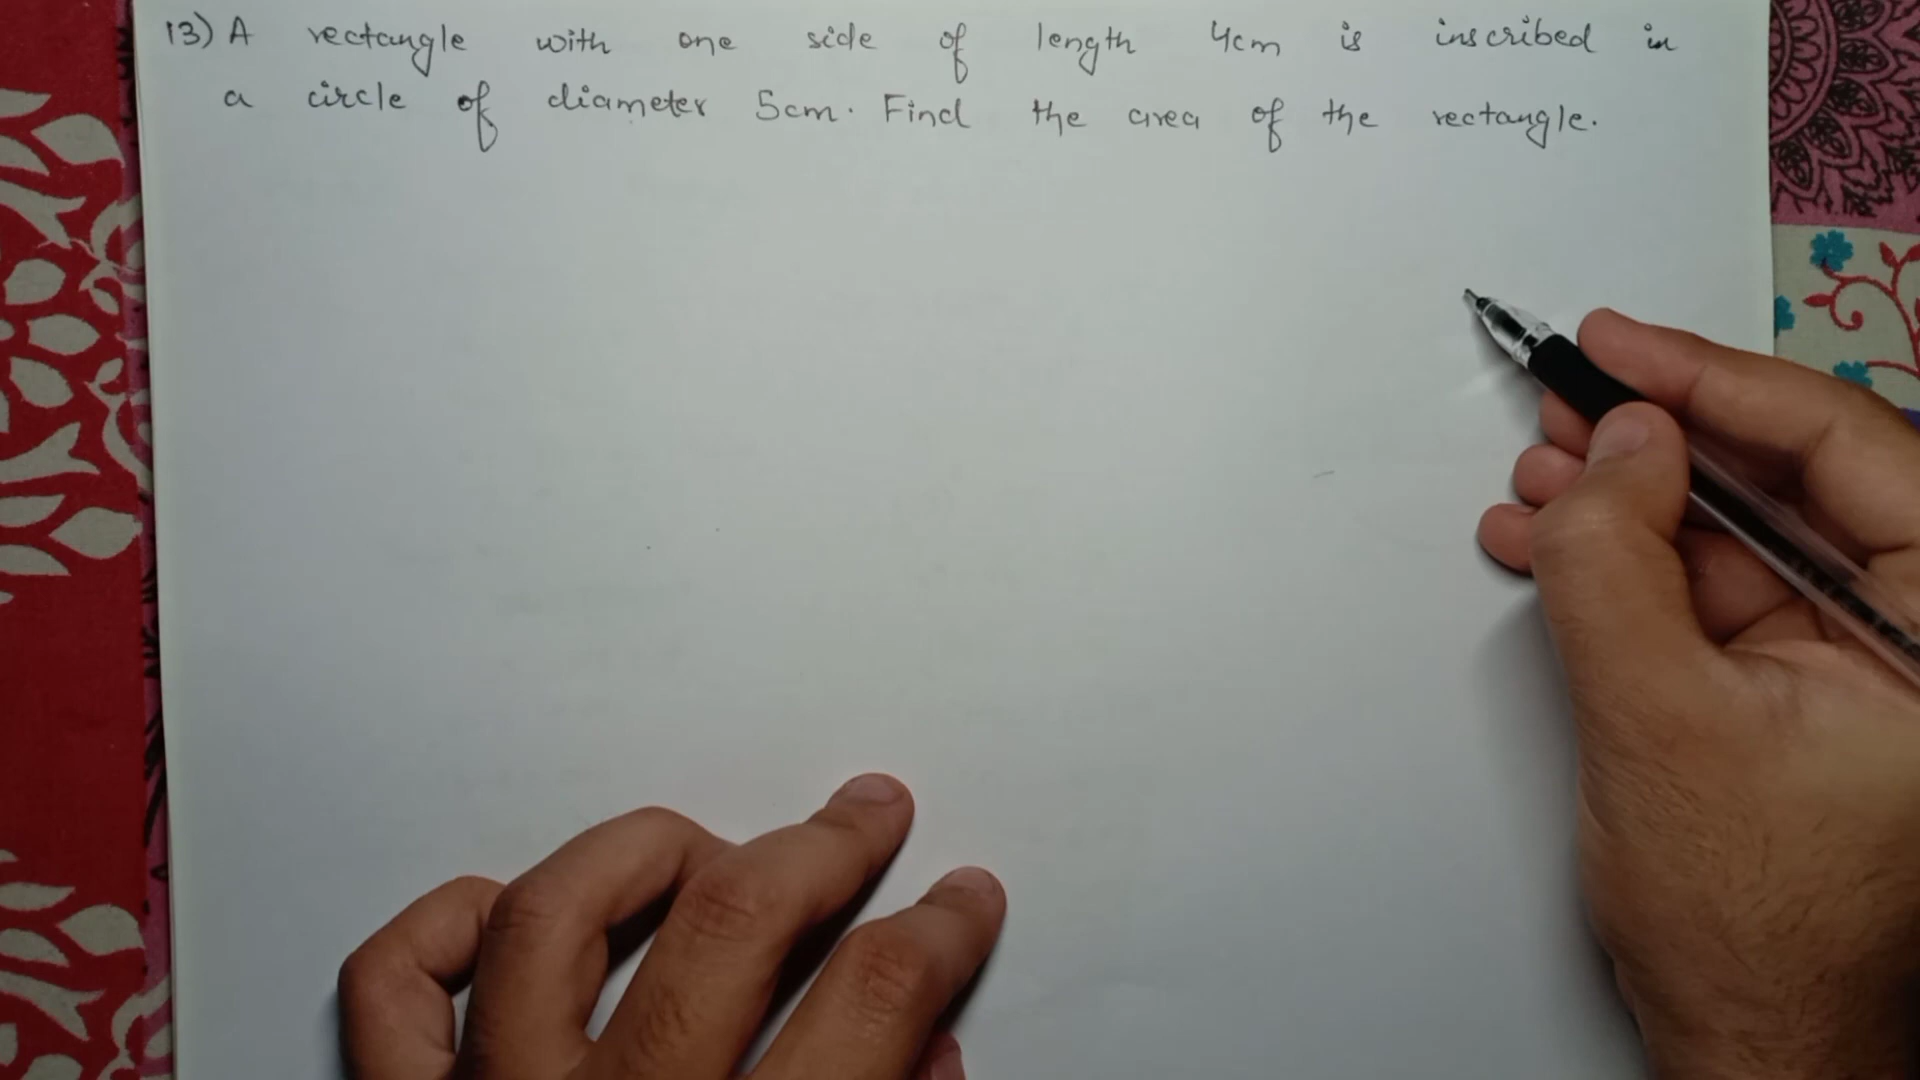 13) A rectangle with one side of length 4cm is inscribed in
a circle of diameter 5cm. Find the area of the rectangle.